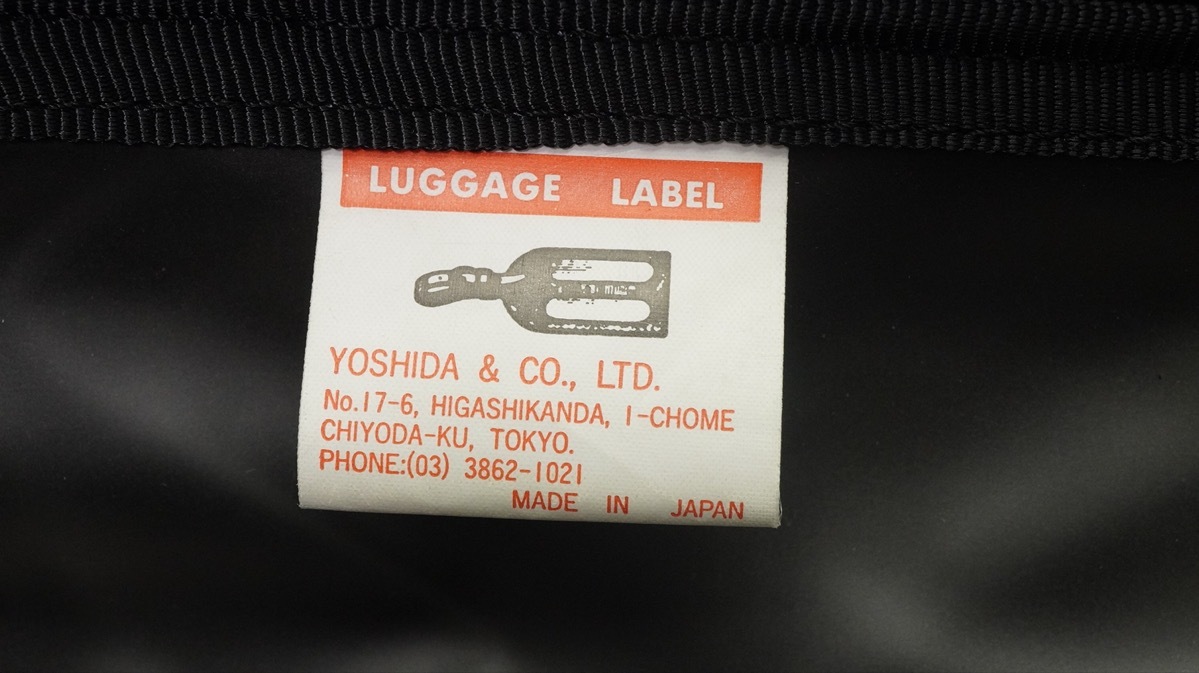 LUGGAGE LABEL
YOSHIDA & CO., LTD.
No.17-6, HIGASHIKANDA, 1-CHOME
CHIYODA-KU, TOKYO.
PHONE:(03) 3862-1021
MADE IN JAPAN